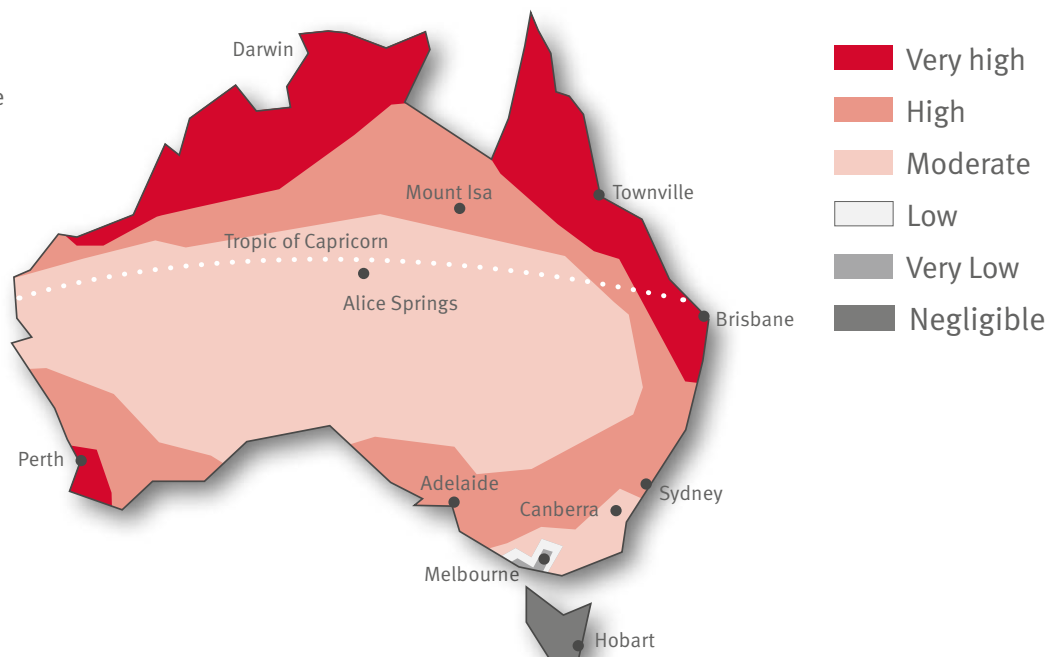 Darwin
e
Mount Isa
Townville
Tropic of Capricorn
Alice Springs
Brisbane
Perth
Adelaide
Sydney
Canberra
Melbourne
Hobart
Very high
High
Moderate
Low
Very Low
Negligible